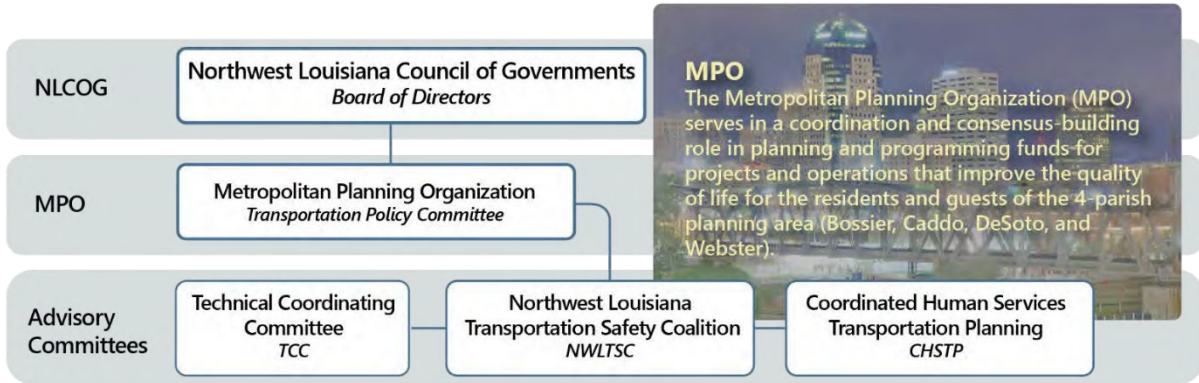 NLCOG
Northwest Louisiana Council of Governments
Board of Directors
MPO
The Metropolitan Planning Organization (MPO)
serves in a coordination and consensus-building
role in planning and programming funds for
projects and operations that improve the quality
of life for the residents and guests of the 4-parish
planning area (Bossier, Caddo, DeSoto, and
Webster).
MPO
Metropolitan Planning Organization
Transportation Policy Committee
Advisory
Committees
Technical Coordinating
Committee
TCC
Northwest Louisiana
Transportation Safety Coalition
NWLTSC
Coordinated Human Services
Transportation Planning
CHSTP